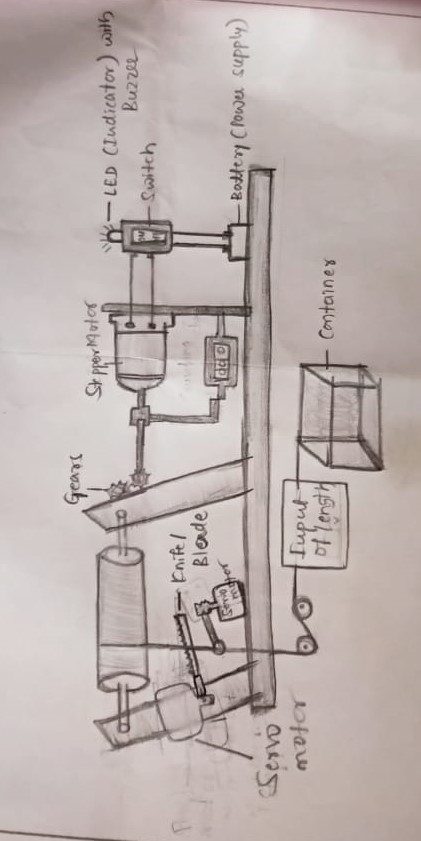 Gears
Stepper Motor
LED (Indicator) with
Buzzer
Switch
Knife/
Blade
Servo
motor
Servo
motor
Battery (Power supply)
Input
of length
Container